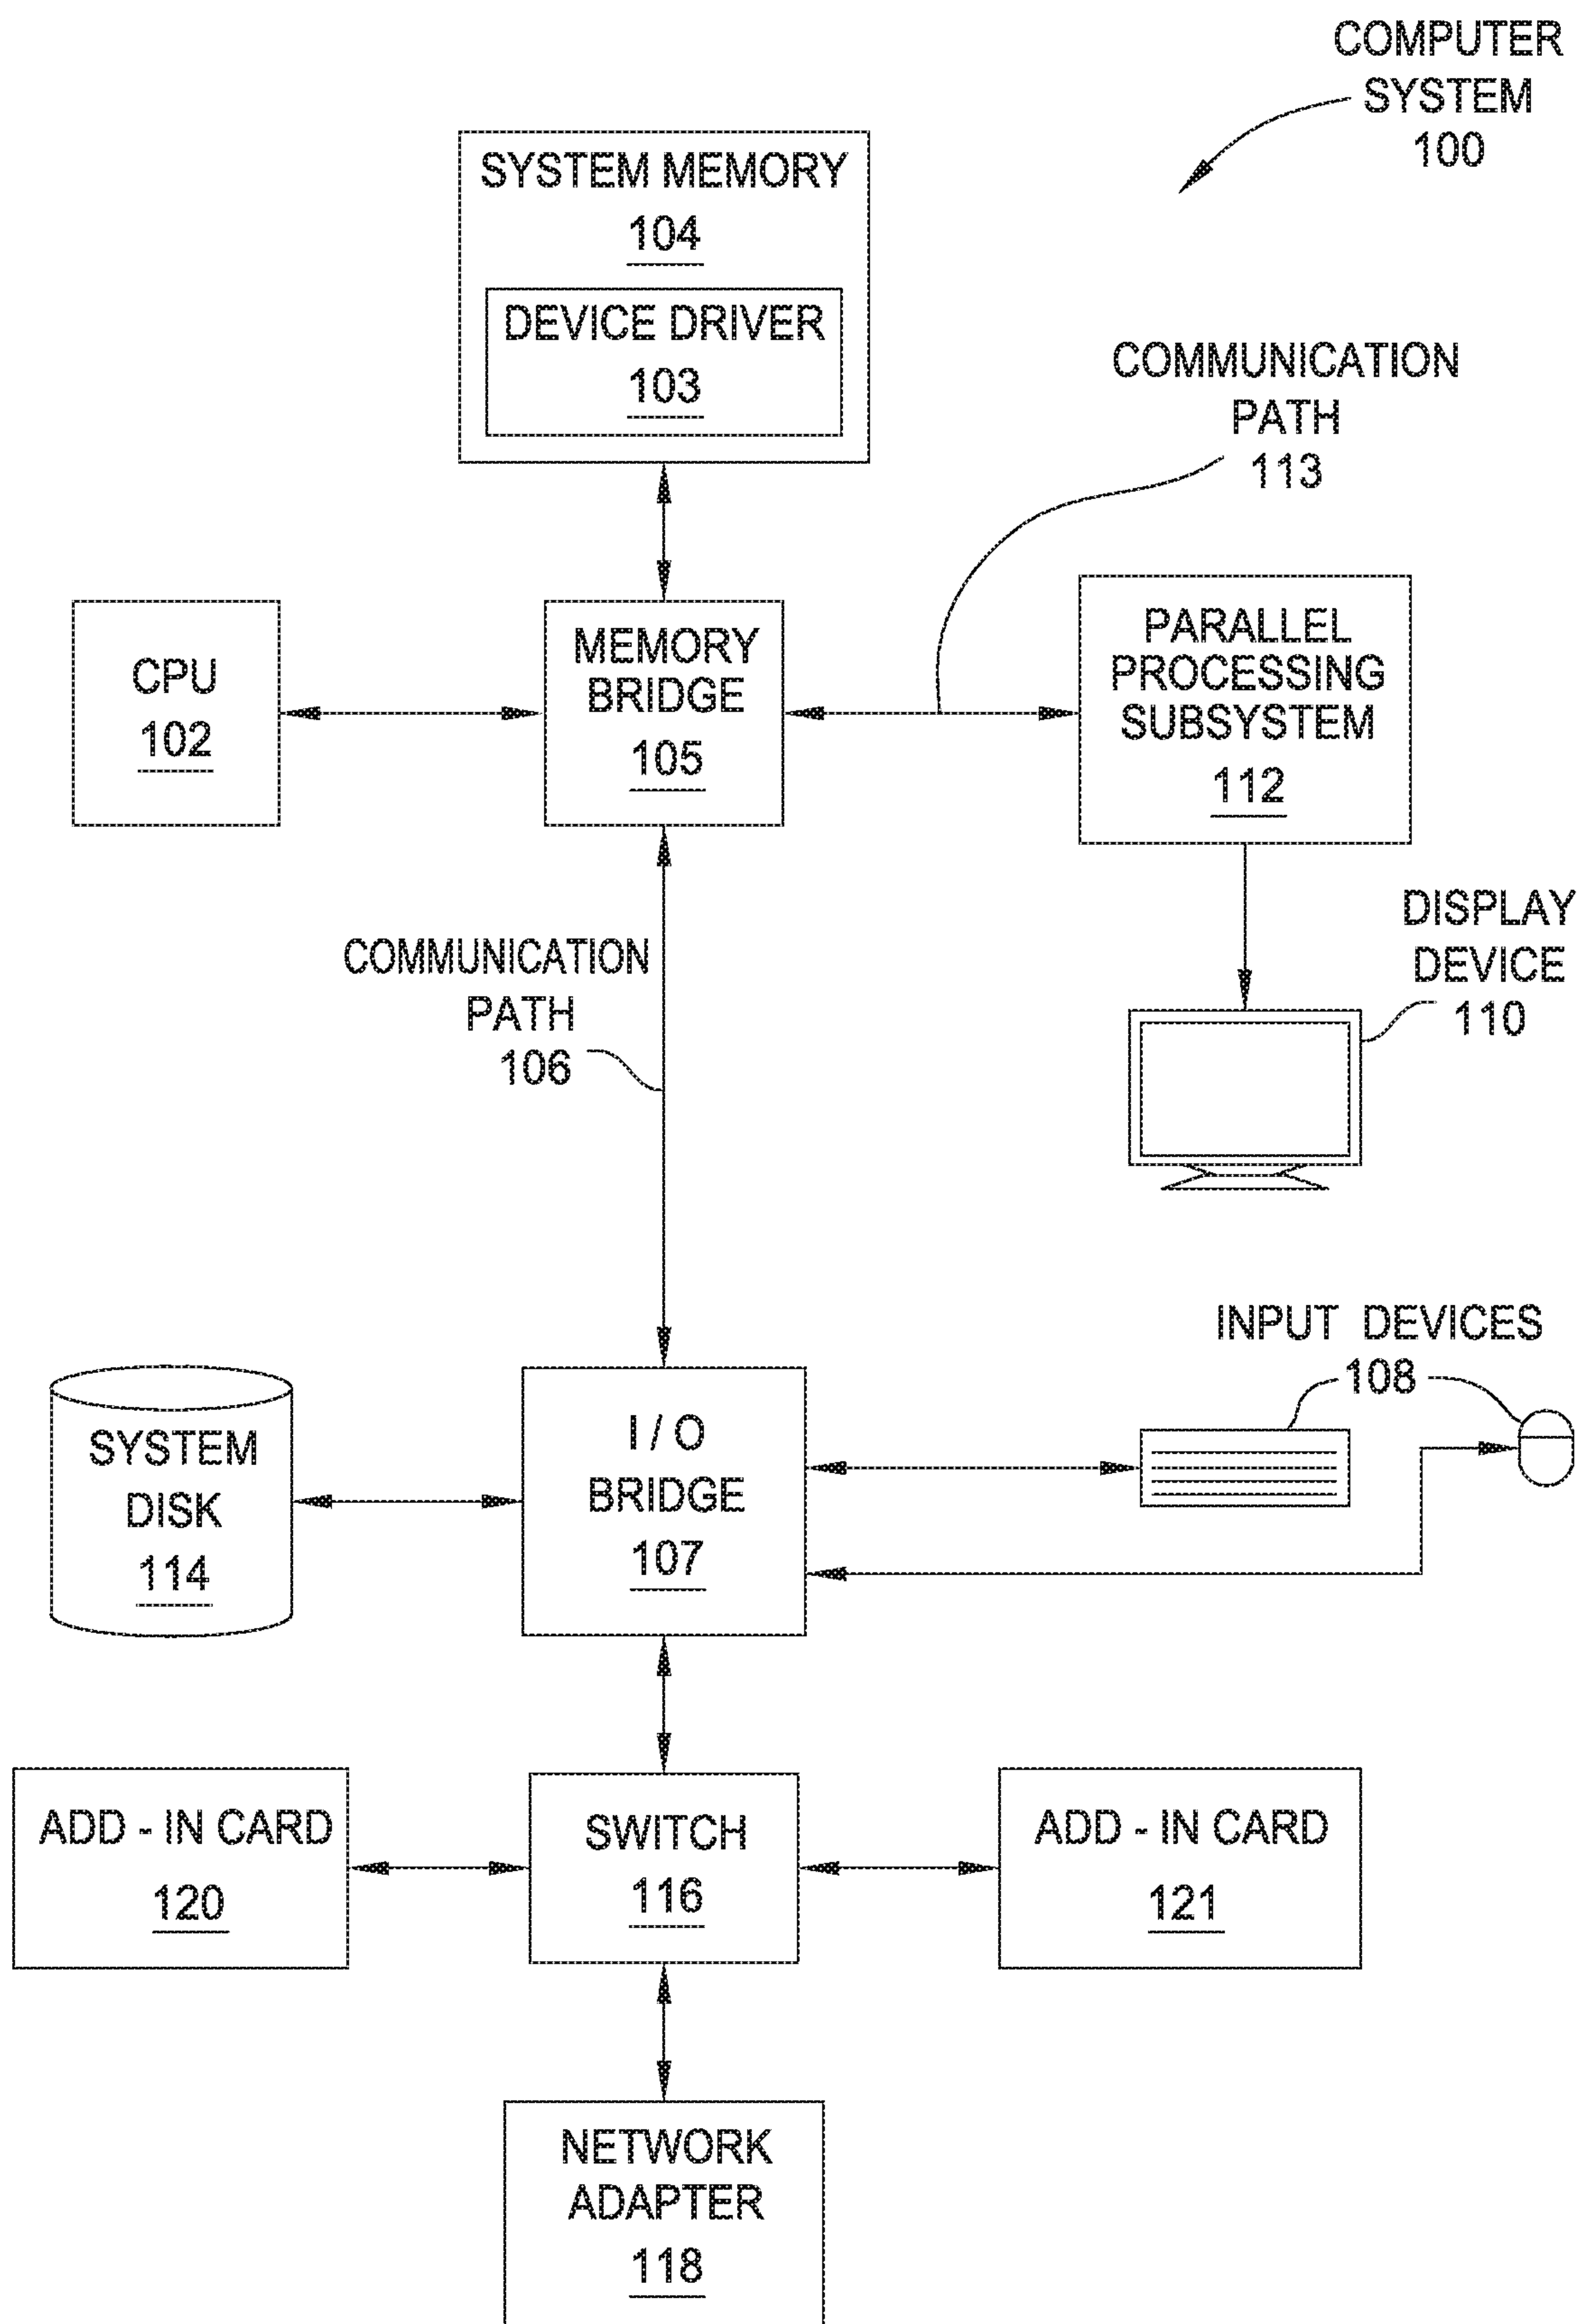 COMPUTER
SYSTEM
100
SYSTEM MEMORY
104
DEVICE DRIVER
103
COMMUNICATION
PATH
113
CPU
102
MEMORY
BRIDGE
105
PARALLEL
PROCESSING
SUBSYSTEM
112
DISPLAY
DEVICE
110
COMMUNICATION
PATH
106
INPUT DEVICES
108
SYSTEM
DISK
114
I / O
BRIDGE
107
ADD - IN CARD
120
SWITCH
116
ADD - IN CARD
121
NETWORK
ADAPTER
118